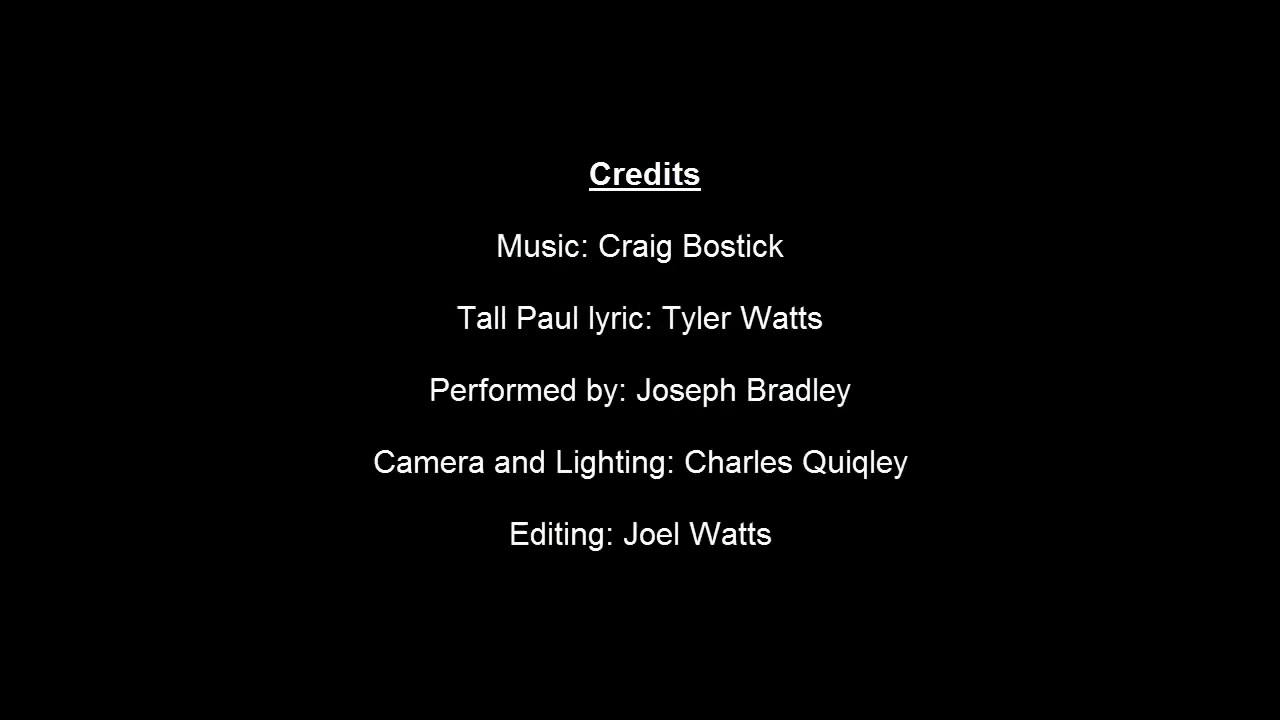 Credits
Music: Craig Bostick
Tall Paul lyric: Tyler Watts
Performed by: Joseph Bradley
Camera and Lighting: Charles Quiqley
Editing: Joel Watts